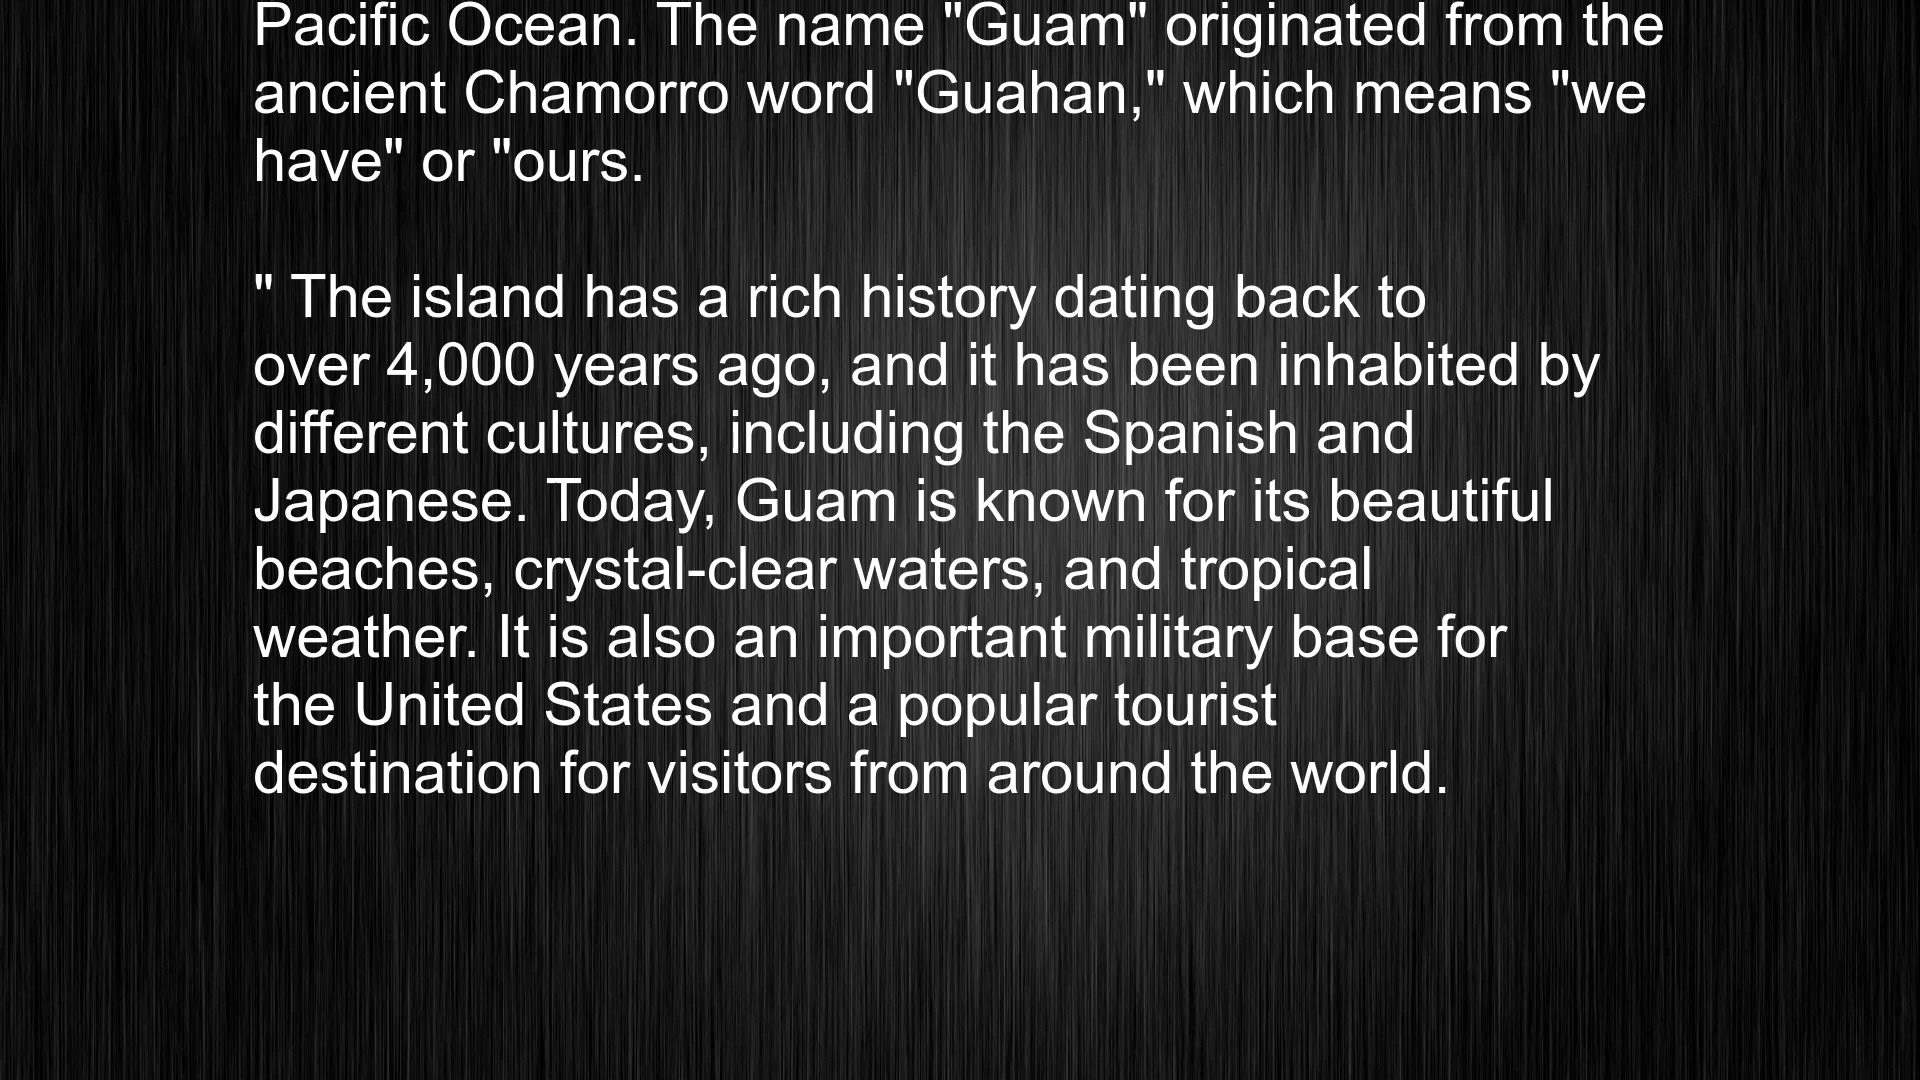 Pacific Ocean. The name "Guam" originated from the
ancient Chamorro word "Guahan," which means "we
have" or "ours.
" The island has a rich history dating back to
over 4,000 years ago, and it has been inhabited by
different cultures, including the Spanish and
Japanese. Today, Guam is known for its beautiful
beaches, crystal-clear waters, and tropical
weather. It is also an important military base for
the United States and a popular tourist
destination for visitors from around the world.